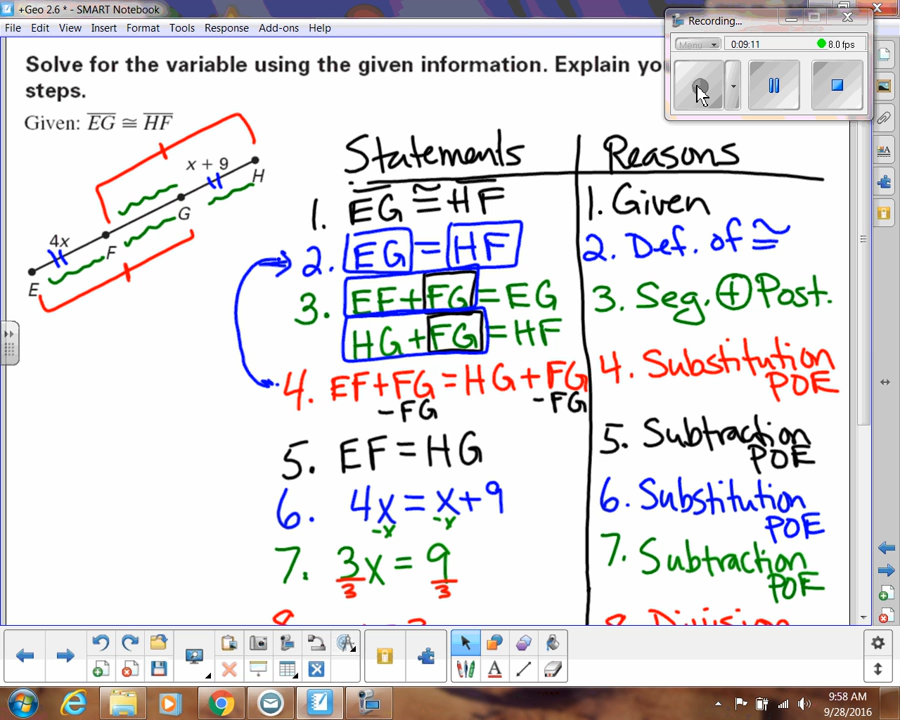 +Geo 2.6 * - SMART Notebook
Recording...
File Edit View Insert Format Tools Response Add-ons Help
Menu
0:09:11
8.0 fps
Solve for the variable using the given information. Explain yo
steps.
Given: EG ≅ HF
Statements Reasons
x + 9
H
G
4x
F
E
1. EG ≅ HF 1. Given
2. EG = HF 2. Def. of ≅
3. EF+FG = EG 3. Seg. ⊕ Post.
HG+FG = HF
4. EF+FG = HG+FG 4. Substitution
POE
-FG -FG
5. EF = HG 5. Subtraction
POE
6. 4x = x+9 6. Substitution
POE
-x -x
7. 3x = 9 7. Subtraction
POE
3 3
8. Division
9:58 AM
9/28/2016